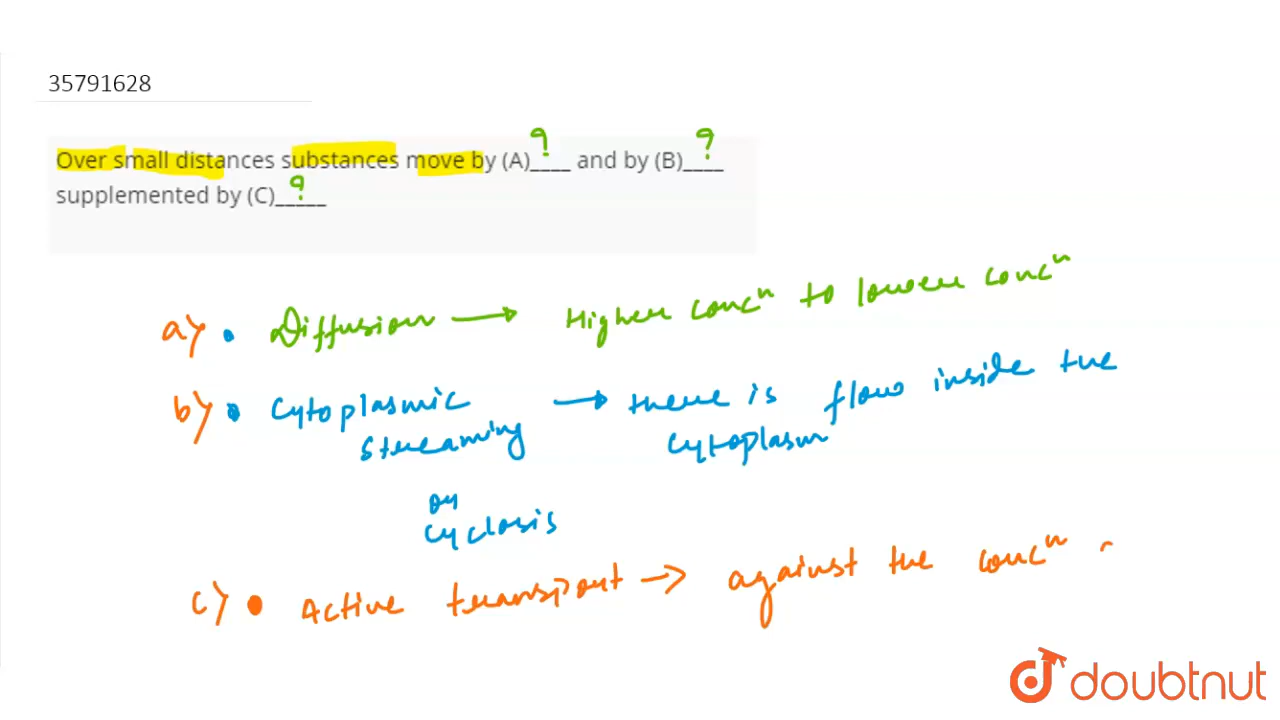 35791628
Over small distances substances move by (A)____ and by (B)____
supplemented by (C)_____
? ? ?
a) • Diffusion → Higher concⁿ to lower concⁿ
b) • Cytoplasmic streaming → there is flow inside the cytoplasm
or
cyclosis
c) • Active transport → against the concⁿ
doubtnut